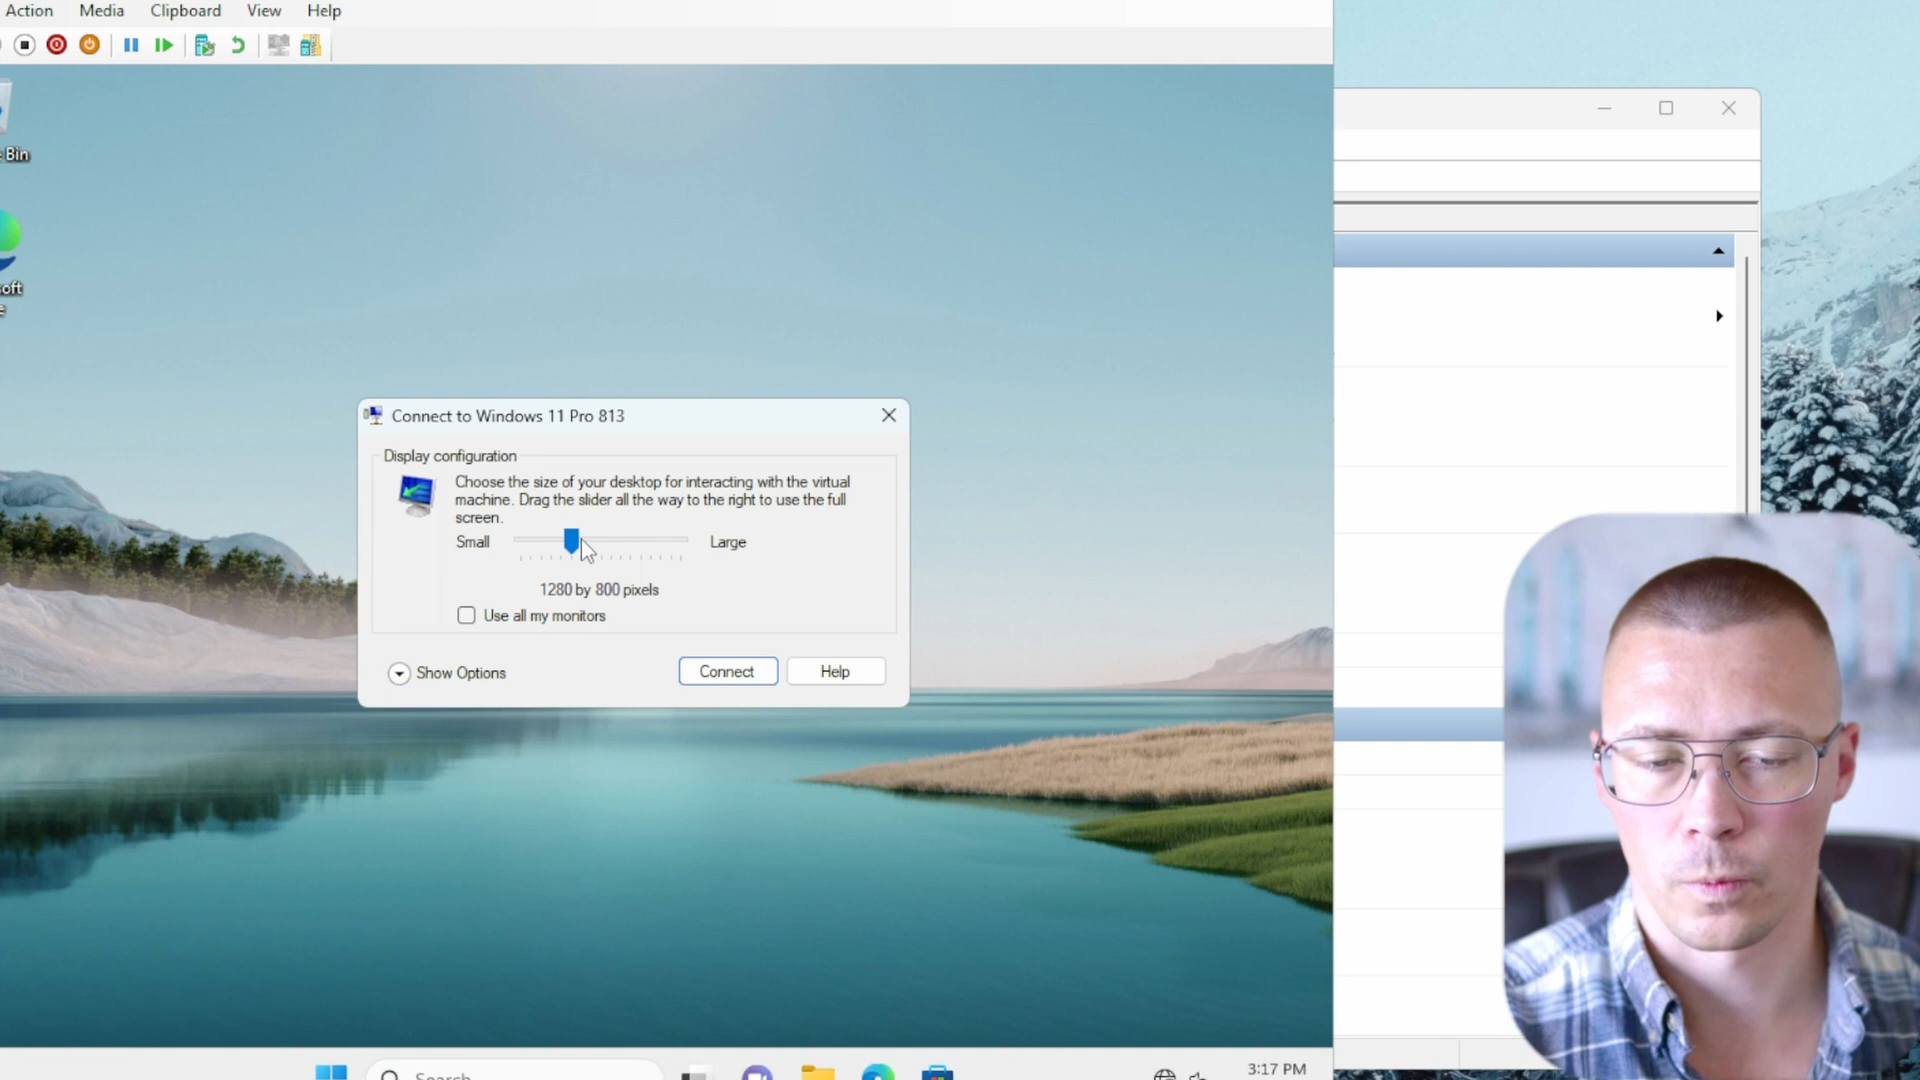 Action Media Clipboard View Help
Bin
oft
e
Connect to Windows 11 Pro 813
Display configuration
Choose the size of your desktop for interacting with the virtual
machine. Drag the slider all the way to the right to use the full
screen.
Small Large
1280 by 800 pixels
Use all my monitors
Show Options Connect Help
Search
3:17 PM